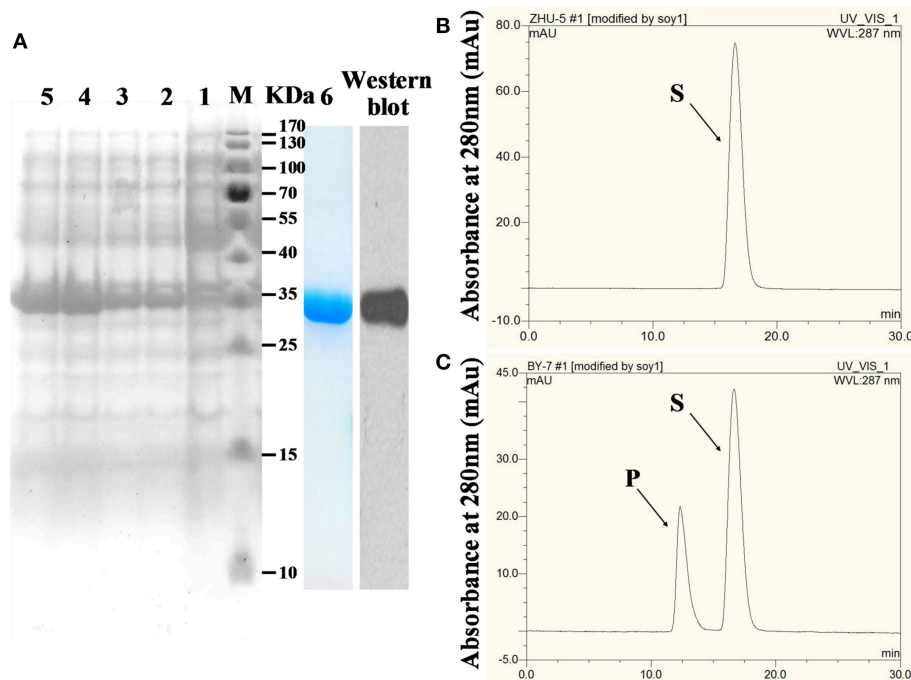 A
5 4 3 2 1 M KDa 6 Western blot
170
130
100
70
55
40
35
25
15
10
B
ZHU-5 #1 [modified by soy1] UV_VIS_1
mAU WVL:287 nm
Absorbance at 280nm (mAu)
80.0
60.0
40.0
20.0
-10.0
S
min
0.0 10.0 20.0 30.0
C
BY-7 #1 [modified by soy1] UV_VIS_1
mAU WVL:287 nm
Absorbance at 280nm (mAu)
45.0
30.0
20.0
10.0
-5.0
S
P
min
0.0 10.0 20.0 30.0